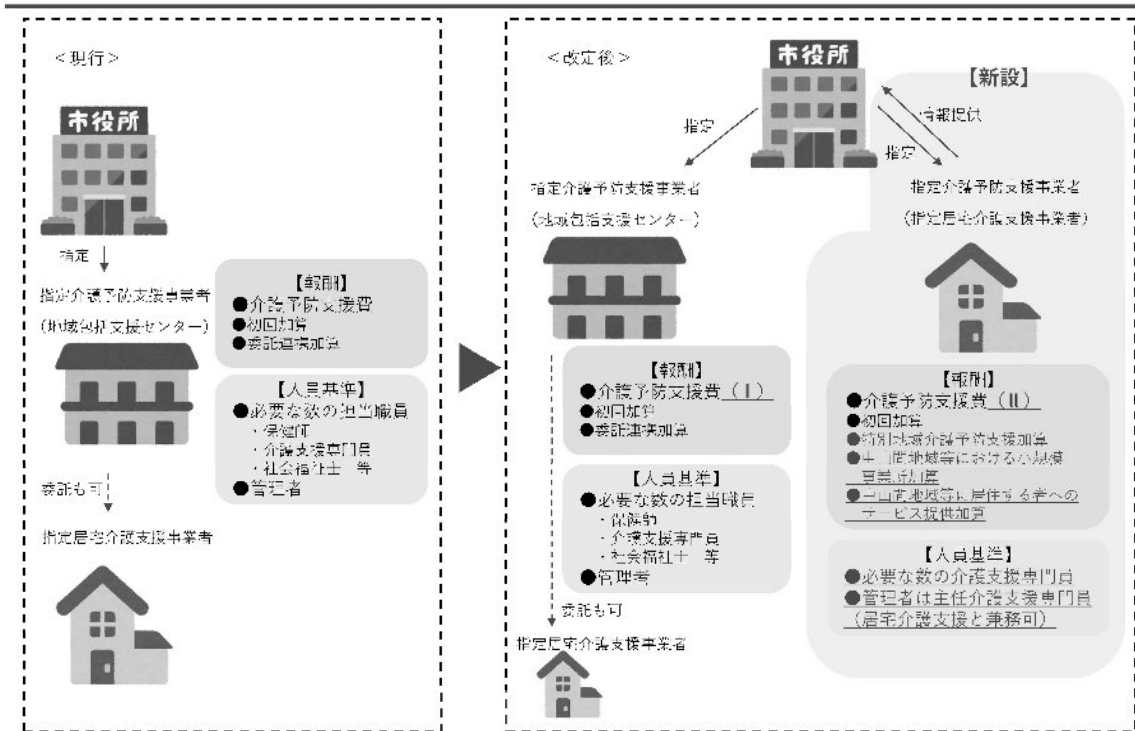 ＜現行＞
市役所
指定
指定介護予防支援事業者
（地域包括支援センター）
【報酬】
●介護予防支援費
●初回加算
●委託連携加算
【人員基準】
●必要な数の担当職員
・保健師
・介護支援専門員
・社会福祉士　等
●管理者
委託も可
指定居宅介護支援事業者
＜改定後＞
市役所
【新設】
指定
情報提供
指定
指定介護予防支援事業者
（地域包括支援センター）
【報酬】
●介護予防支援費（Ⅰ）
●初回加算
●委託連携加算
【人員基準】
●必要な数の担当職員
・保健師
・介護支援専門員
・社会福祉士　等
●管理者
委託も可
指定居宅介護支援事業者
指定介護予防支援事業者
（指定居宅介護支援事業者）
【報酬】
●介護予防支援費（Ⅱ）
●初回加算
●特別地域介護予防支援加算
●中山間地域等における小規模
事業所加算
●中山間地域等に居住する者への
サービス提供加算
【人員基準】
●必要な数の介護支援専門員
●管理者は主任介護支援専門員
（居宅介護支援と兼務可）